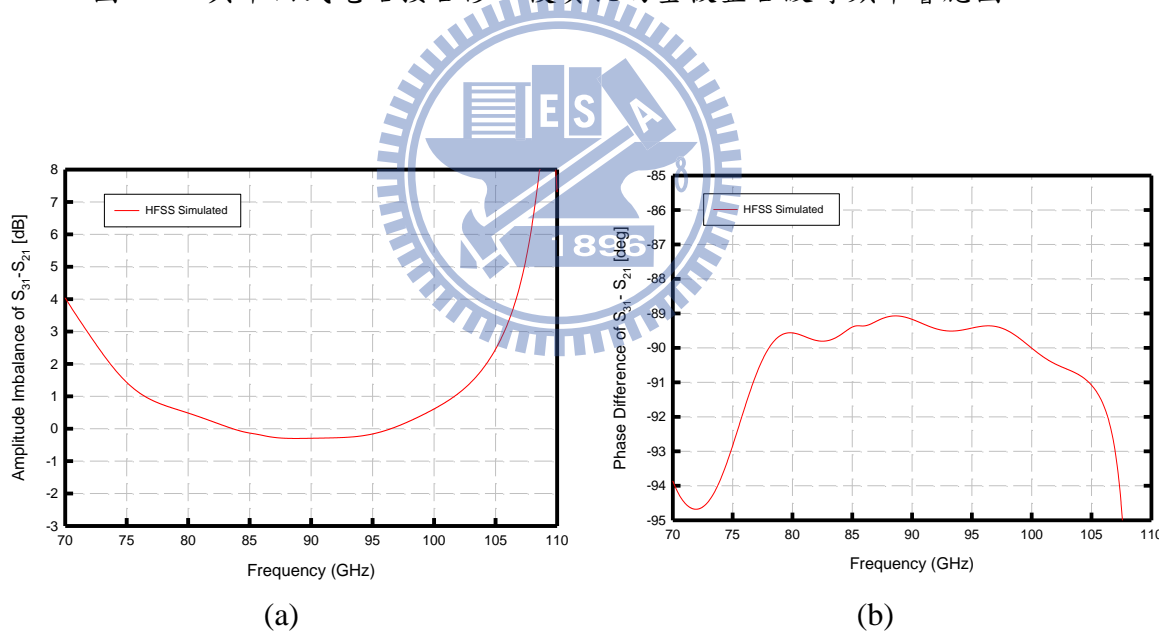 ESA
1896
8
7
6
5
4
3
2
1
0
-1
-2
-3
70 75 80 85 90 95 100 105 110
Amplitude Imbalance of S31-S21 [dB]
HFSS Simulated
Frequency (GHz)
(a)
-85
-86
-87
-88
-89
-90
-91
-92
-93
-94
-95
70 75 80 85 90 95 100 105 110
Phase Difference of S31- S21 [deg]
HFSS Simulated
Frequency (GHz)
(b)